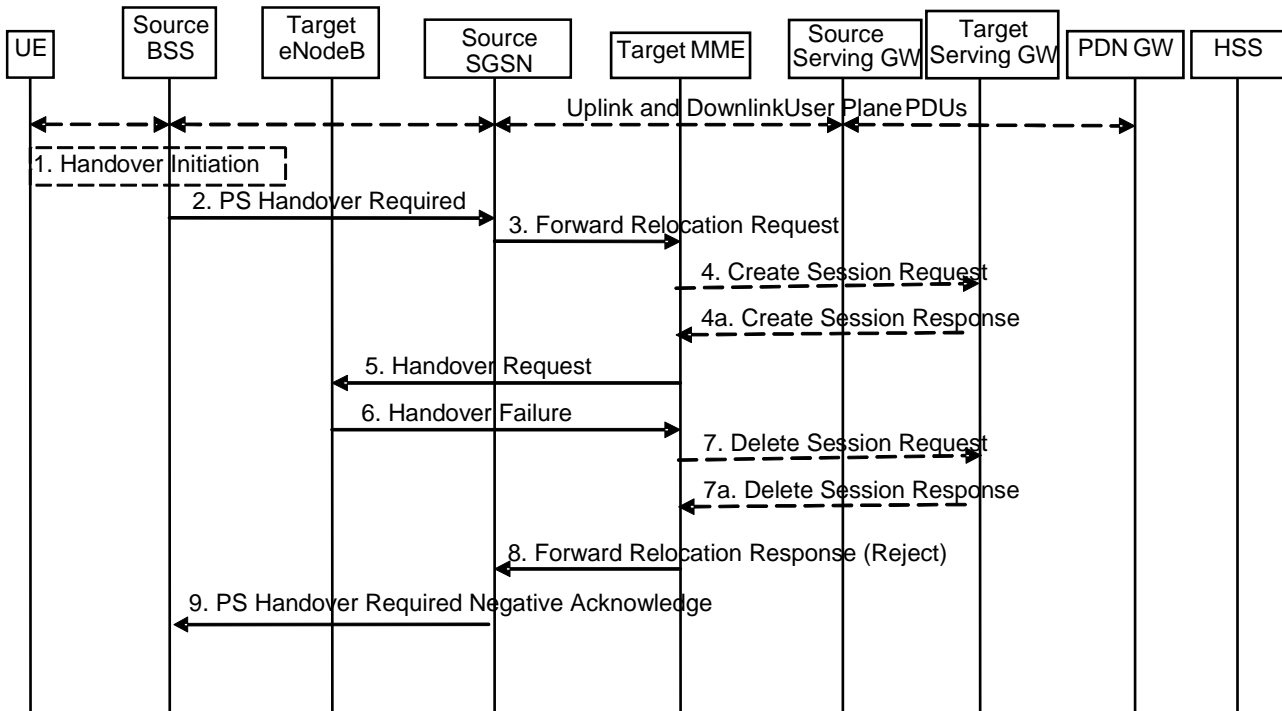 UE
Source
BSS
Target
eNodeB
Source
SGSN
Target MME
Source
Serving GW
Target
Serving GW
PDN GW
HSS
Uplink and DownlinkUser Plane PDUs
1. Handover Initiation
2. PS Handover Required
3. Forward Relocation Request
4. Create Session Request
4a. Create Session Response
5. Handover Request
6. Handover Failure
7. Delete Session Request
7a. Delete Session Response
8. Forward Relocation Response (Reject)
9. PS Handover Required Negative Acknowledge